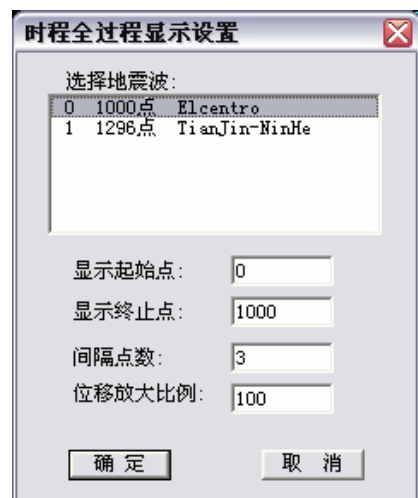 时程全过程显示设置
选择地震波:
0 1000点 Elcentro
1 1296点 TianJin-NinHe
显示起始点: 0
显示终止点: 1000
间隔点数: 3
位移放大比例: 100
确定 取消